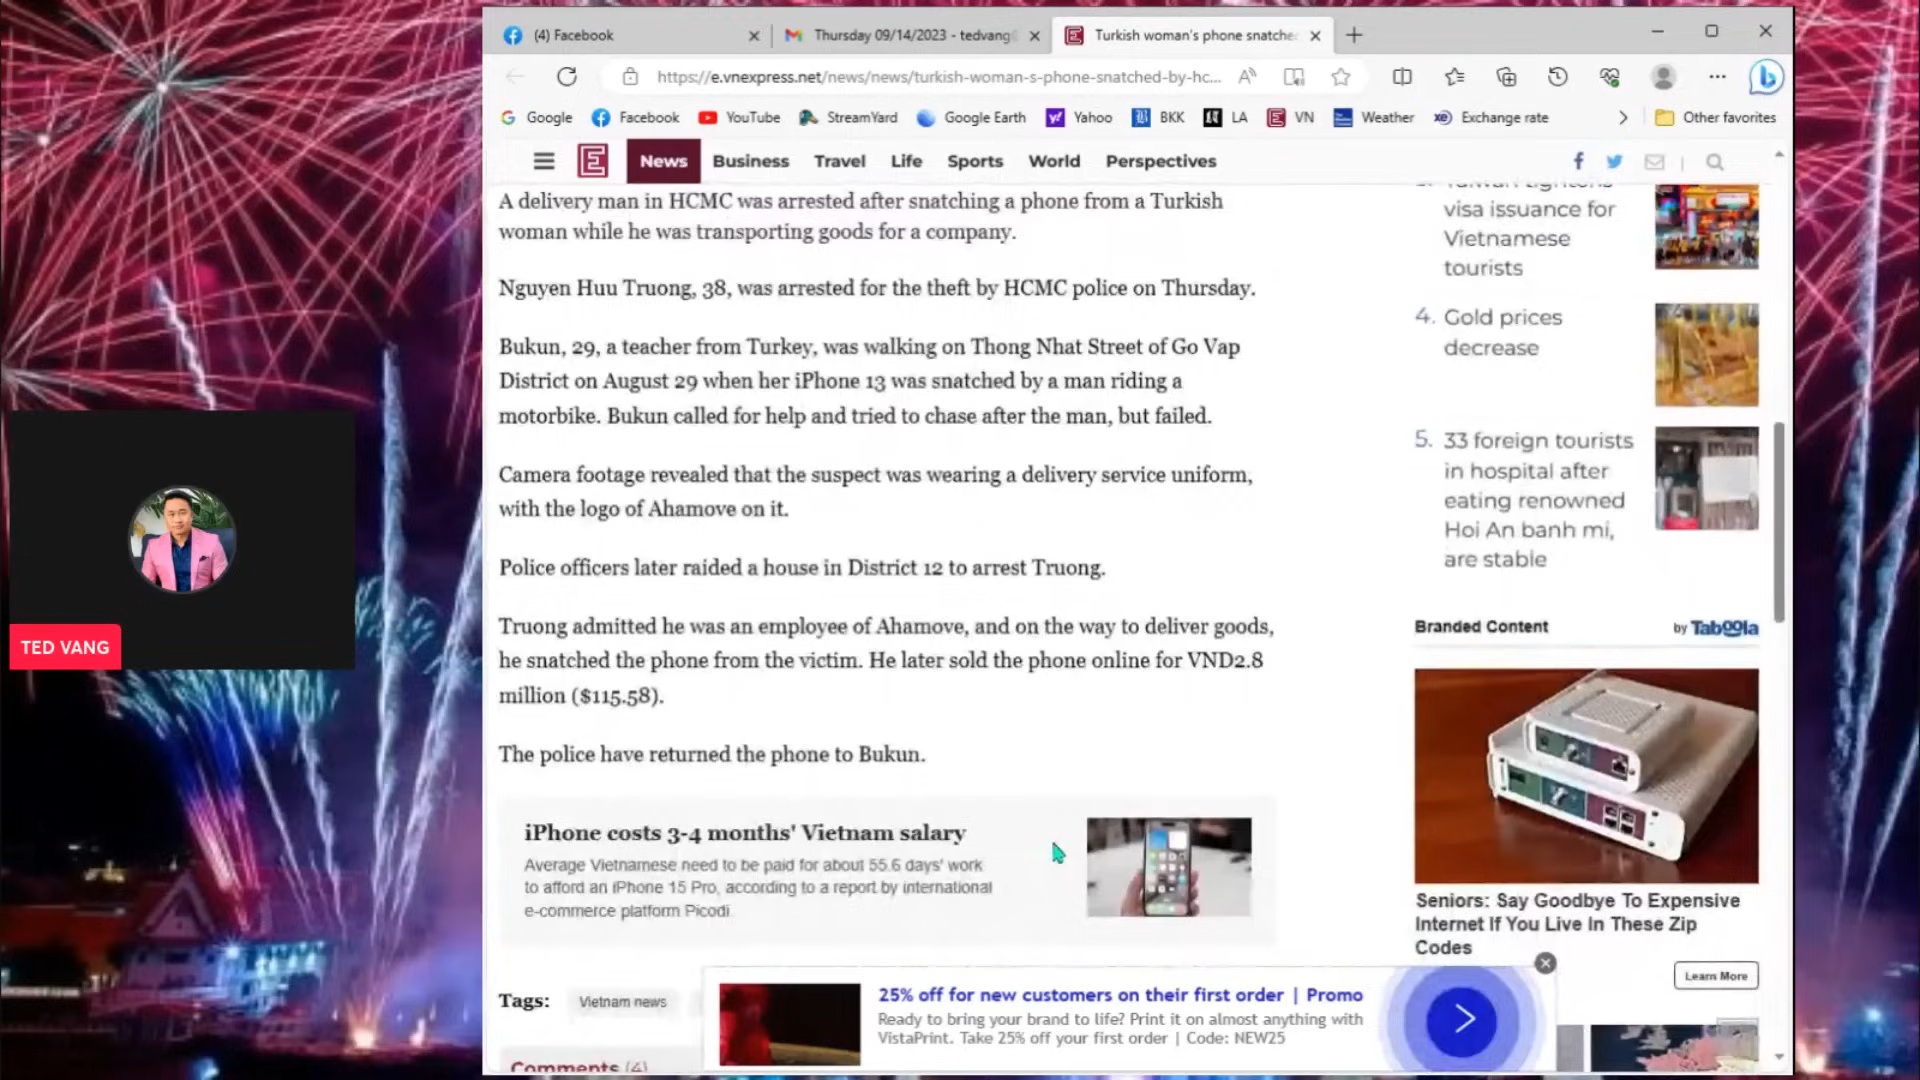 (4) Facebook
Thursday 09/14/2023 - tedvang
Turkish woman's phone snatche
https://e.vnexpress.net/news/news/turkish-woman-s-phone-snatched-by-hc...
Google
Facebook
YouTube
StreamYard
Google Earth
Yahoo
BKK
LA
VN
Weather
Exchange rate
Other favorites
News
Business
Travel
Life
Sports
World
Perspectives
A delivery man in HCMC was arrested after snatching a phone from a Turkish
woman while he was transporting goods for a company.
Nguyen Huu Truong, 38, was arrested for the theft by HCMC police on Thursday.
Bukun, 29, a teacher from Turkey, was walking on Thong Nhat Street of Go Vap
District on August 29 when her iPhone 13 was snatched by a man riding a
motorbike. Bukun called for help and tried to chase after the man, but failed.
Camera footage revealed that the suspect was wearing a delivery service uniform,
with the logo of Ahamove on it.
Police officers later raided a house in District 12 to arrest Truong.
Truong admitted he was an employee of Ahamove, and on the way to deliver goods,
he snatched the phone from the victim. He later sold the phone online for VND2.8
million ($115.58).
The police have returned the phone to Bukun.
iPhone costs 3-4 months' Vietnam salary
Average Vietnamese need to be paid for about 55.6 days' work
to afford an iPhone 15 Pro, according to a report by international
e-commerce platform Picodi
Tags:
Vietnam news
Comments (4)
Taiwan tightens
visa issuance for
Vietnamese
tourists
4. Gold prices
decrease
5. 33 foreign tourists
in hospital after
eating renowned
Hoi An banh mi,
are stable
Branded Content
by Taboola
Seniors: Say Goodbye To Expensive
Internet If You Live In These Zip
Codes
Learn More
25% off for new customers on their first order | Promo
Ready to bring your brand to life? Print it on almost anything with
VistaPrint. Take 25% off your first order | Code: NEW25
TED VANG